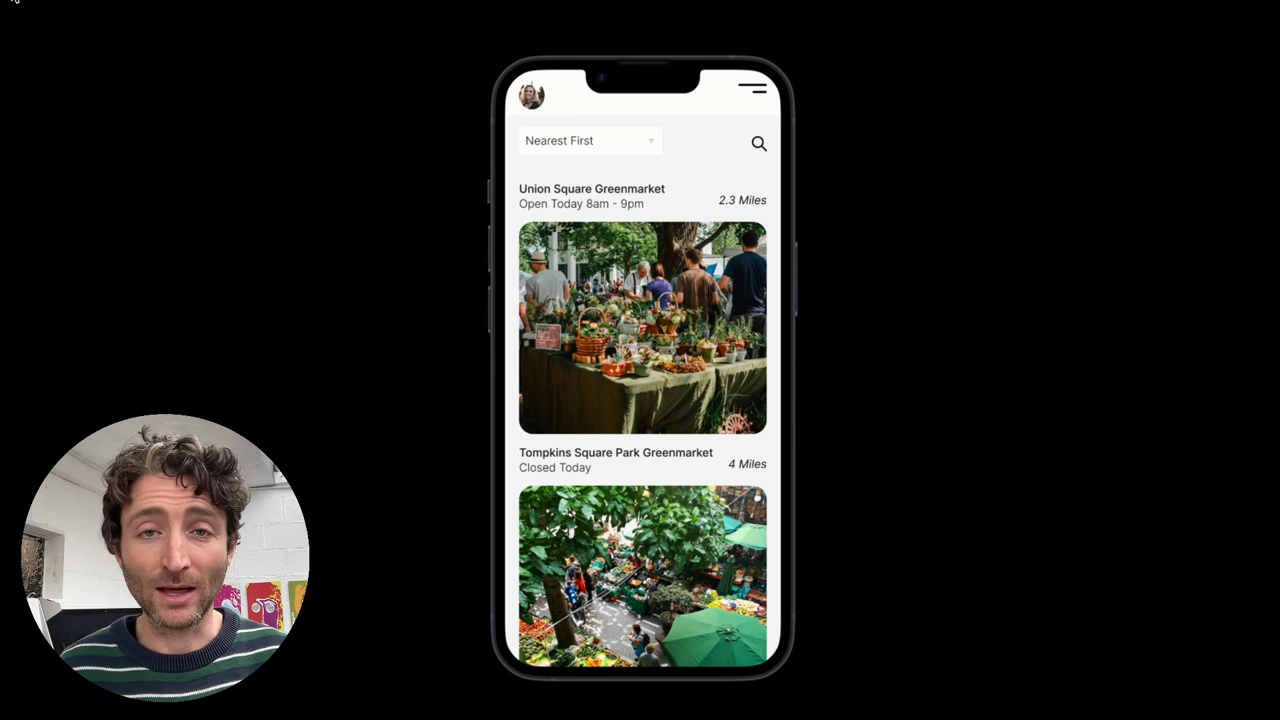 Nearest First
Union Square Greenmarket
Open Today 8am - 9pm
2.3 Miles
Tompkins Square Park Greenmarket
Closed Today
4 Miles